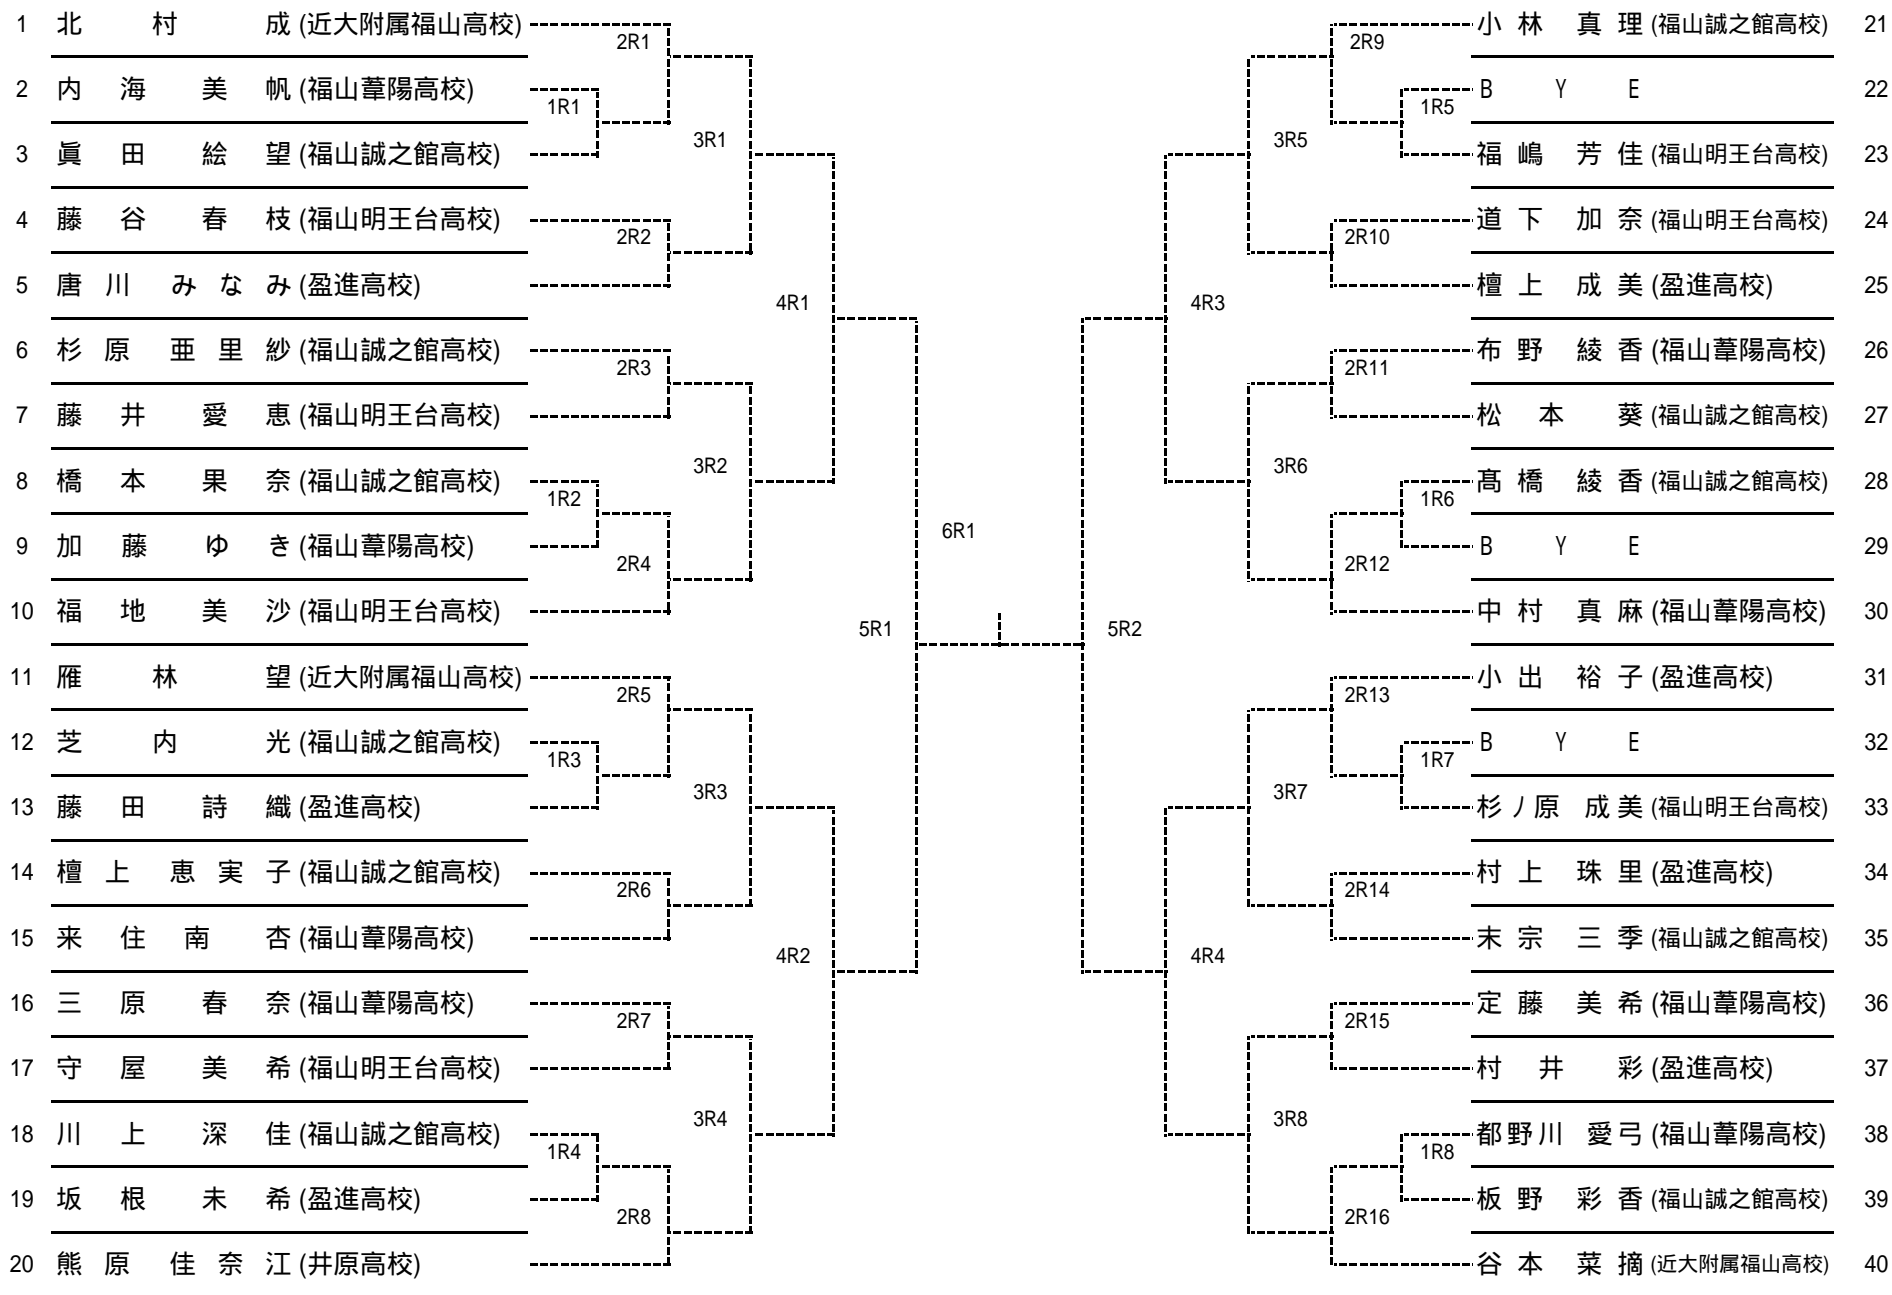 1 北村 成 (近大附属福山高校)
2R1
2 内海 美帆 (福山葦陽高校)
1R1
3R1
3 眞田 絵望 (福山誠之館高校)
4 藤谷 春枝 (福山明王台高校)
2R2
5 唐川 みなみ (盈進高校)
4R1
6 杉原 亜里紗 (福山誠之館高校)
2R3
7 藤井 愛恵 (福山明王台高校)
3R2
8 橋本 果奈 (福山誠之館高校)
1R2
9 加藤 ゆき (福山葦陽高校)
2R4
10 福地 美沙 (福山明王台高校)
5R1
11 雁林 望 (近大附属福山高校)
2R5
12 芝内 光 (福山誠之館高校)
1R3
3R3
13 藤田 詩織 (盈進高校)
14 檀上 恵実子 (福山誠之館高校)
2R6
15 来住南 杏 (福山葦陽高校)
4R2
16 三原 春奈 (福山葦陽高校)
2R7
17 守屋 美希 (福山明王台高校)
3R4
18 川上 深佳 (福山誠之館高校)
1R4
19 坂根 未希 (盈進高校)
2R8
20 熊原 佳奈江 (井原高校)
6R1
小林 真理 (福山誠之館高校) 21
2R9
B Y E 22
1R5
3R5
福嶋 芳佳 (福山明王台高校) 23
道下 加奈 (福山明王台高校) 24
2R10
檀上 成美 (盈進高校) 25
4R3
布野 綾香 (福山葦陽高校) 26
2R11
松本 葵 (福山誠之館高校) 27
3R6
髙橋 綾香 (福山誠之館高校) 28
1R6
B Y E 29
2R12
中村 真麻 (福山葦陽高校) 30
5R2
小出 裕子 (盈進高校) 31
2R13
B Y E 32
1R7
3R7
杉ノ原 成美 (福山明王台高校) 33
村上 珠里 (盈進高校) 34
2R14
末宗 三季 (福山誠之館高校) 35
4R4
定藤 美希 (福山葦陽高校) 36
2R15
村井 彩 (盈進高校) 37
3R8
都野川 愛弓 (福山葦陽高校) 38
1R8
板野 彩香 (福山誠之館高校) 39
2R16
谷本 菜摘 (近大附属福山高校) 40